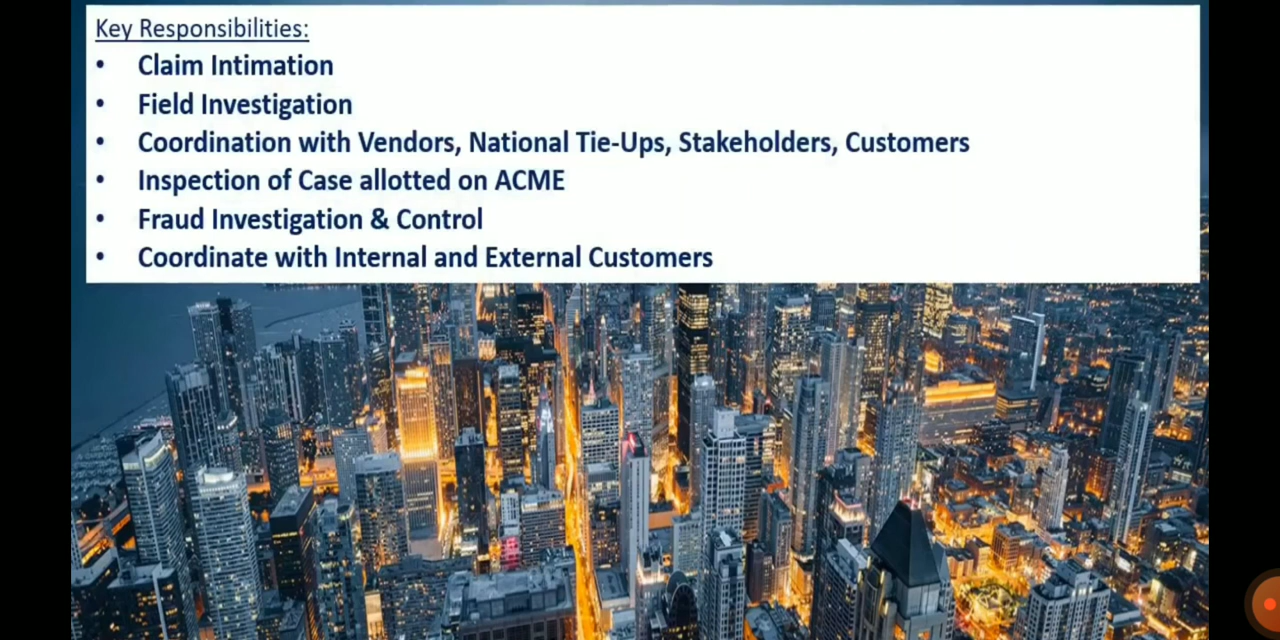 Key Responsibilities:
• Claim Intimation
• Field Investigation
• Coordination with Vendors, National Tie-Ups, Stakeholders, Customers
• Inspection of Case allotted on ACME
• Fraud Investigation & Control
• Coordinate with Internal and External Customers